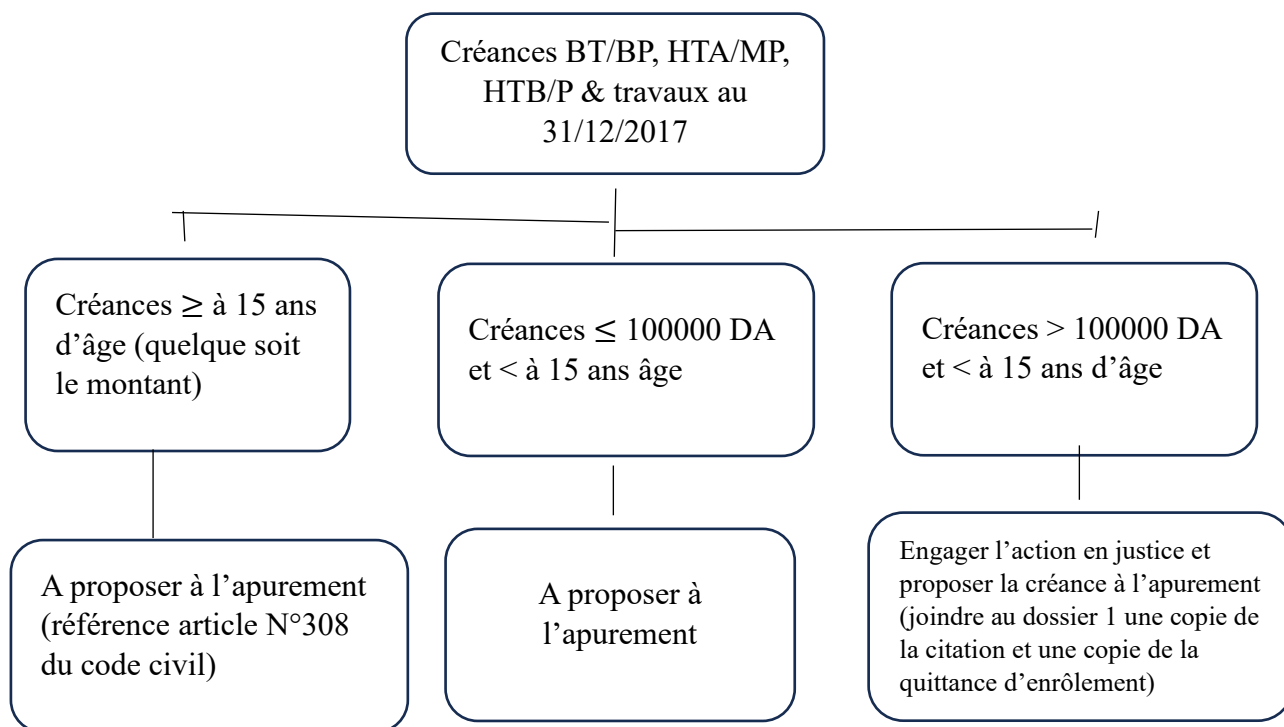 Créances BT/BP, HTA/MP,
HTB/P & travaux au
31/12/2017
Créances ≥ à 15 ans
d’âge (quelque soit
le montant)
Créances ≤ 100000 DA
et < à 15 ans âge
Créances > 100000 DA
et < à 15 ans d’âge
A proposer à l’apurement
(référence article N°308
du code civil)
A proposer à
l’apurement
Engager l’action en justice et
proposer la créance à l’apurement
(joindre au dossier 1 une copie de
la citation et une copie de la
quittance d’enrôlement)